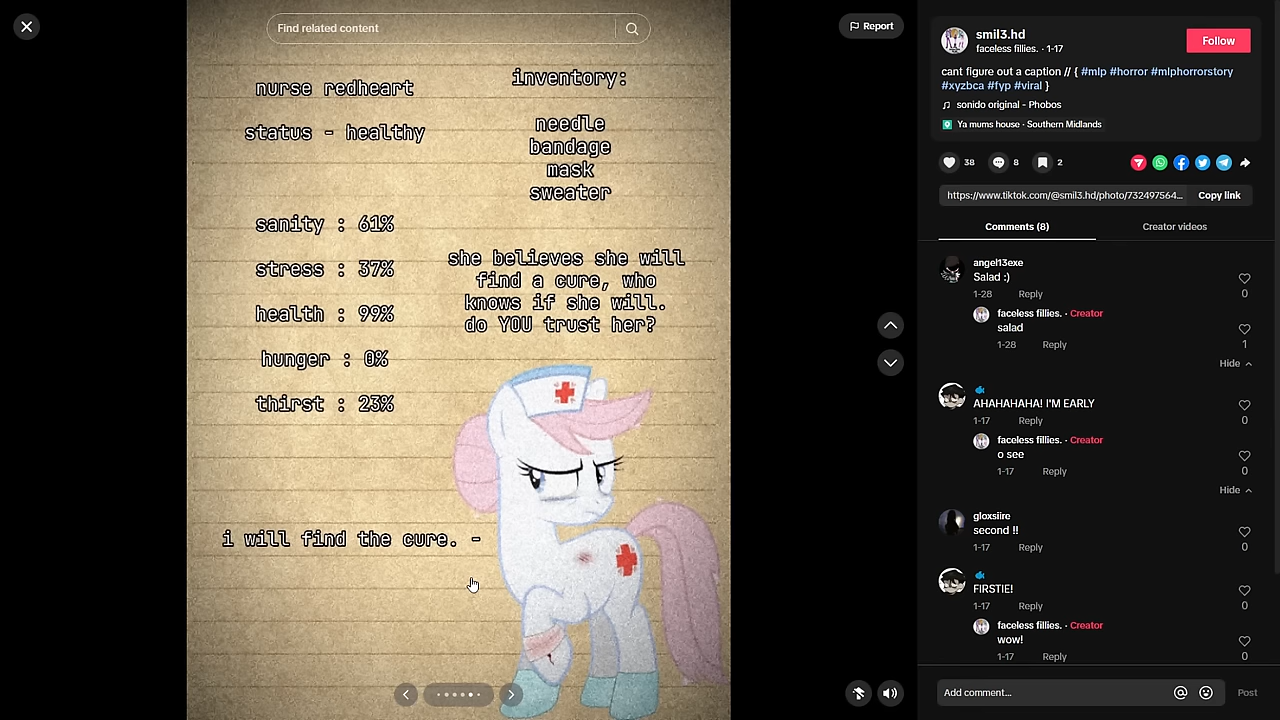 Find related content
Report
nurse redheart
status - healthy
sanity : 61%
stress : 37%
health : 99%
hunger : 0%
thirst : 23%
inventory:
needle
bandage
mask
sweater
she believes she will
find a cure, who
knows if she will.
do YOU trust her?
i will find the cure. -
smil3.hd
faceless fillies. · 1-17
Follow
cant figure out a caption // { #mlp #horror #mlphorrorstory
#xyzbca #fyp #viral }
sonido original - Phobos
Ya mums house · Southern Midlands
38
8
2
https://www.tiktok.com/@smil3.hd/photo/732497564...
Copy link
Comments (8)
Creator videos
angel13exe
Salad :)
1-28 Reply
0
faceless fillies. · Creator
salad
1-28 Reply
1
Hide
AHAHAHAHA! I'M EARLY
1-17 Reply
0
faceless fillies. · Creator
o see
1-17 Reply
0
Hide
gloxsiire
second !!
1-17 Reply
0
FIRSTIE!
1-17 Reply
0
faceless fillies. · Creator
wow!
1-17 Reply
0
Add comment...
Post